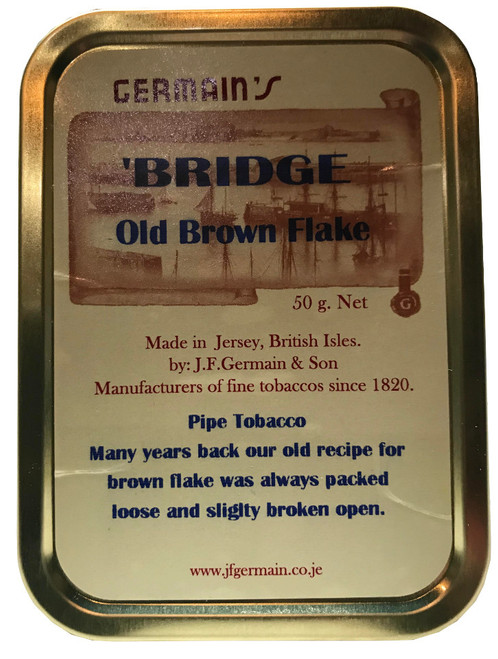 GERMAIN'S
'BRIDGE
Old Brown Flake
50 g. Net
G
Made in Jersey, British Isles.
by: J.F.Germain & Son
Manufacturers of fine tobaccos since 1820.
Pipe Tobacco
Many years back our old recipe for
brown flake was always packed
loose and sliglty broken open.
www.jfgermain.co.je